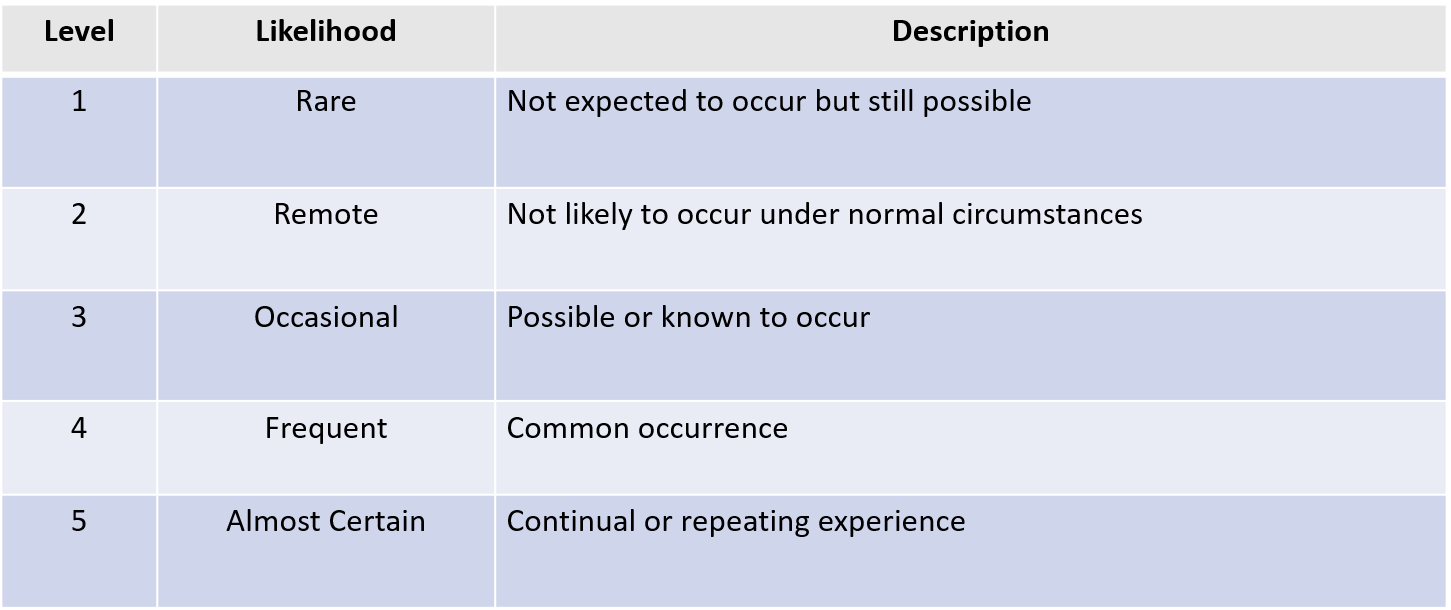 Level Likelihood Description
1 Rare Not expected to occur but still possible
2 Remote Not likely to occur under normal circumstances
3 Occasional Possible or known to occur
4 Frequent Common occurrence
5 Almost Certain Continual or repeating experience